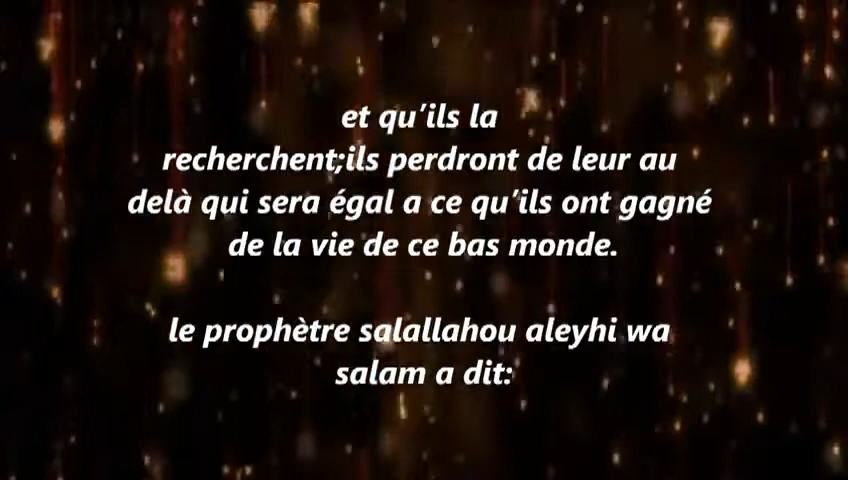 et qu'ils la
recherchent;ils perdront de leur au
delà qui sera égal a ce qu'ils ont gagné
de la vie de ce bas monde.
le prophètre salallahou aleyhi wa
salam a dit: